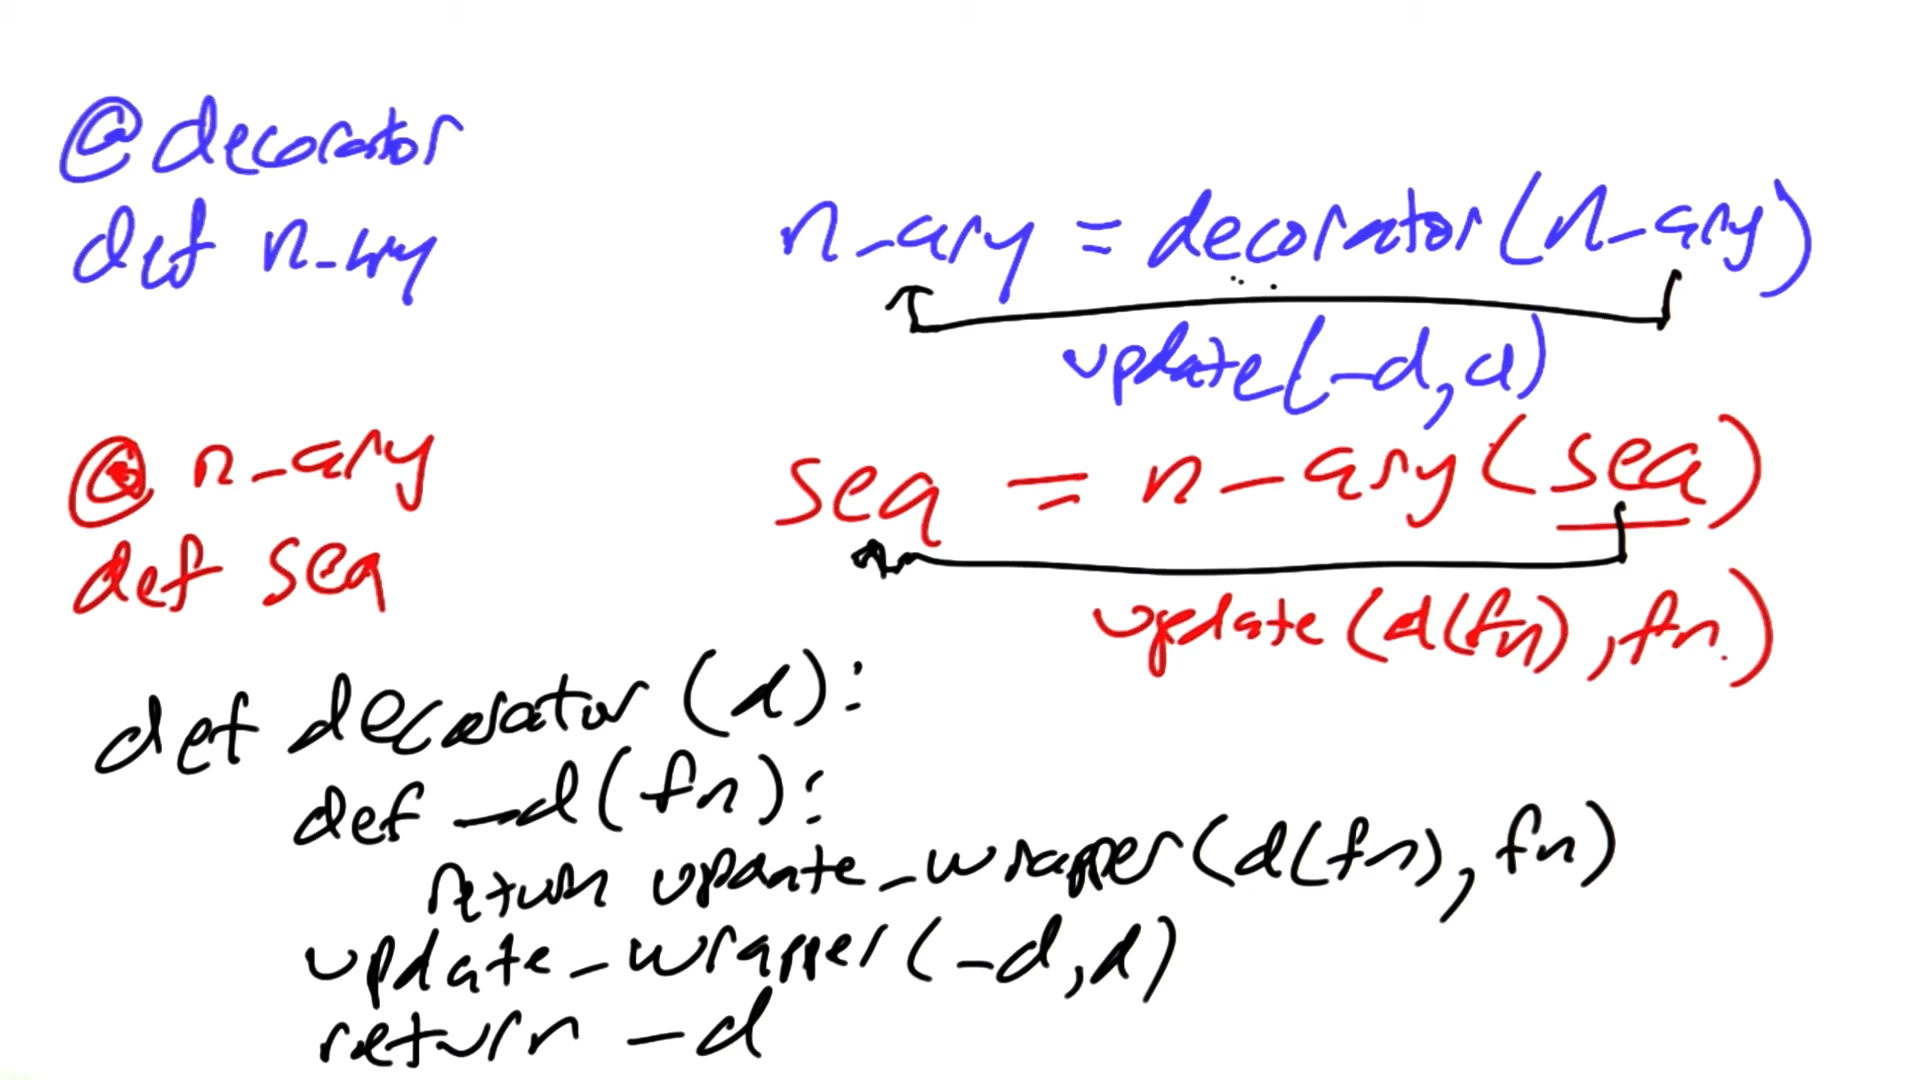 @decorator
def n_ary
n_ary = decorator(n_ary)
update(_d, d)
@n_ary
def seq
seq = n_ary(seq)
update(d(fn), fn)
def decorator(d):
def _d(fn):
return update_wrapper(d(fn), fn)
update_wrapper(_d, d)
return _d